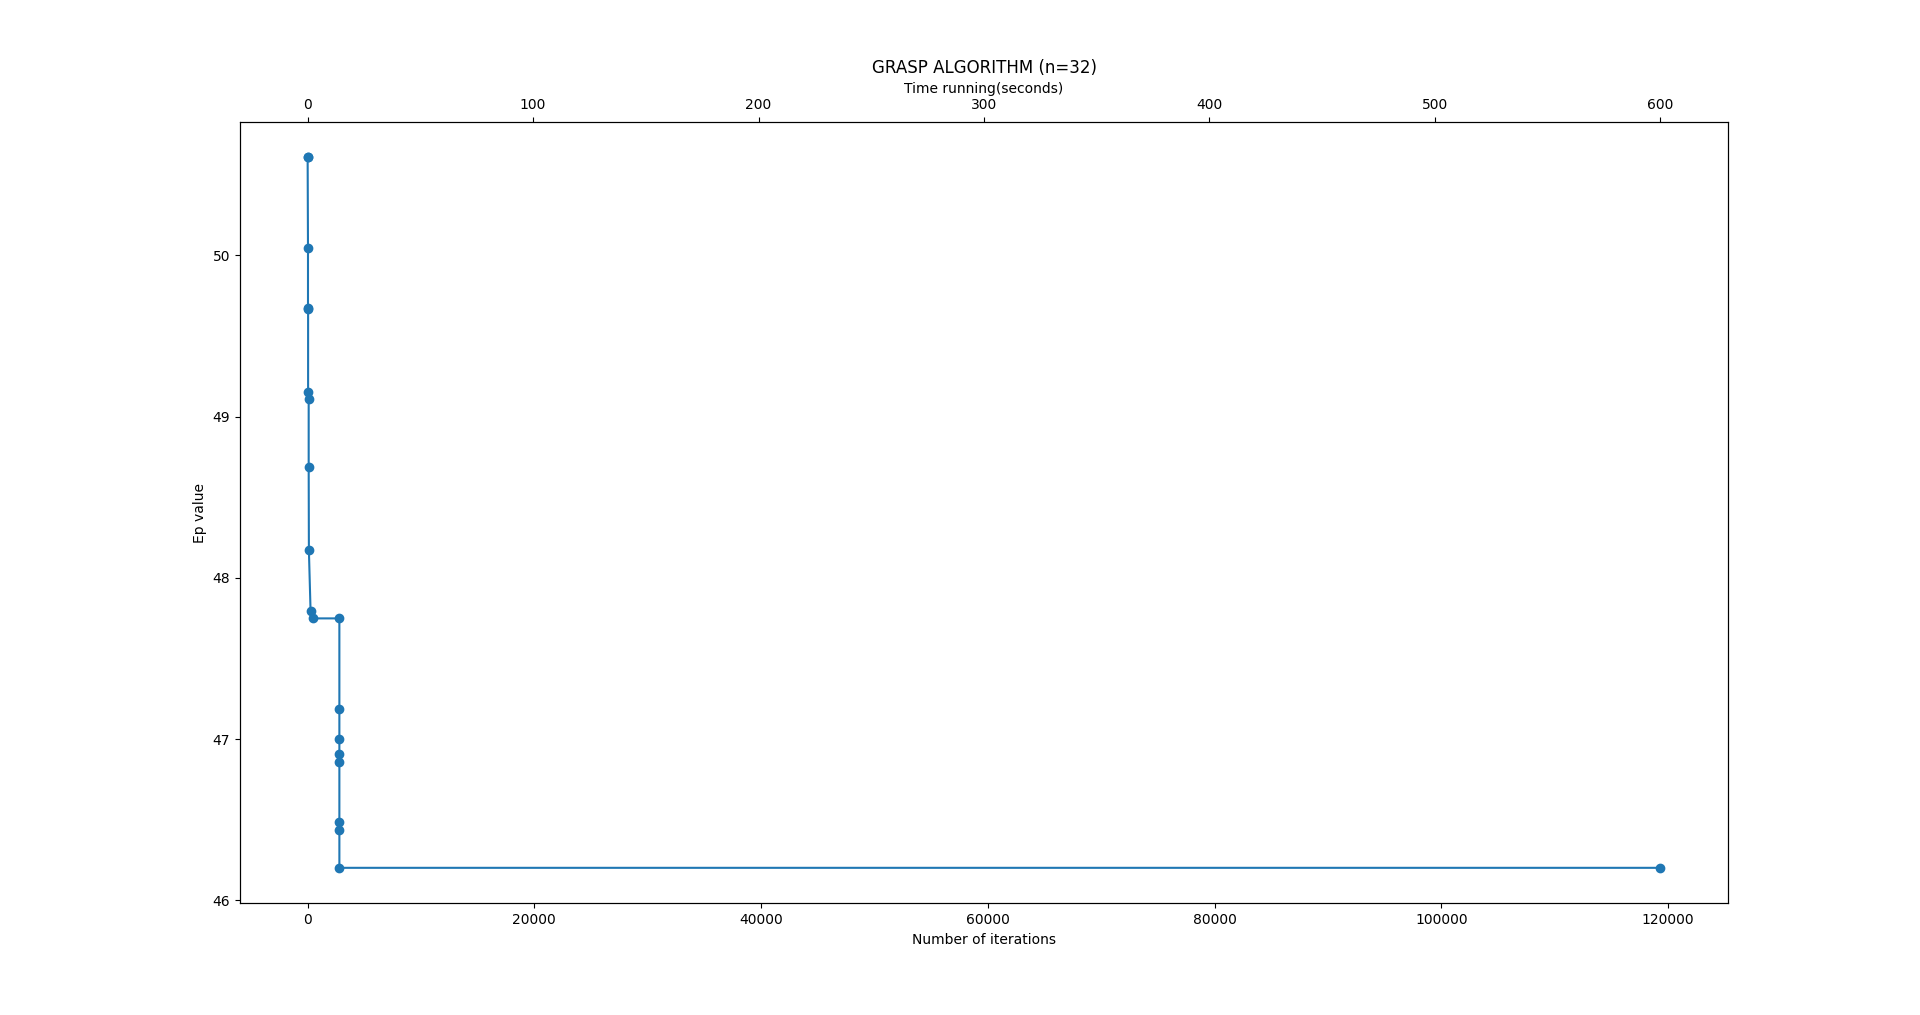 GRASP ALGORITHM (n=32)
Time running(seconds)
0 100 200 300 400 500 600
50
49
48
47
46
Ep value
0 20000 40000 60000 80000 100000 120000
Number of iterations